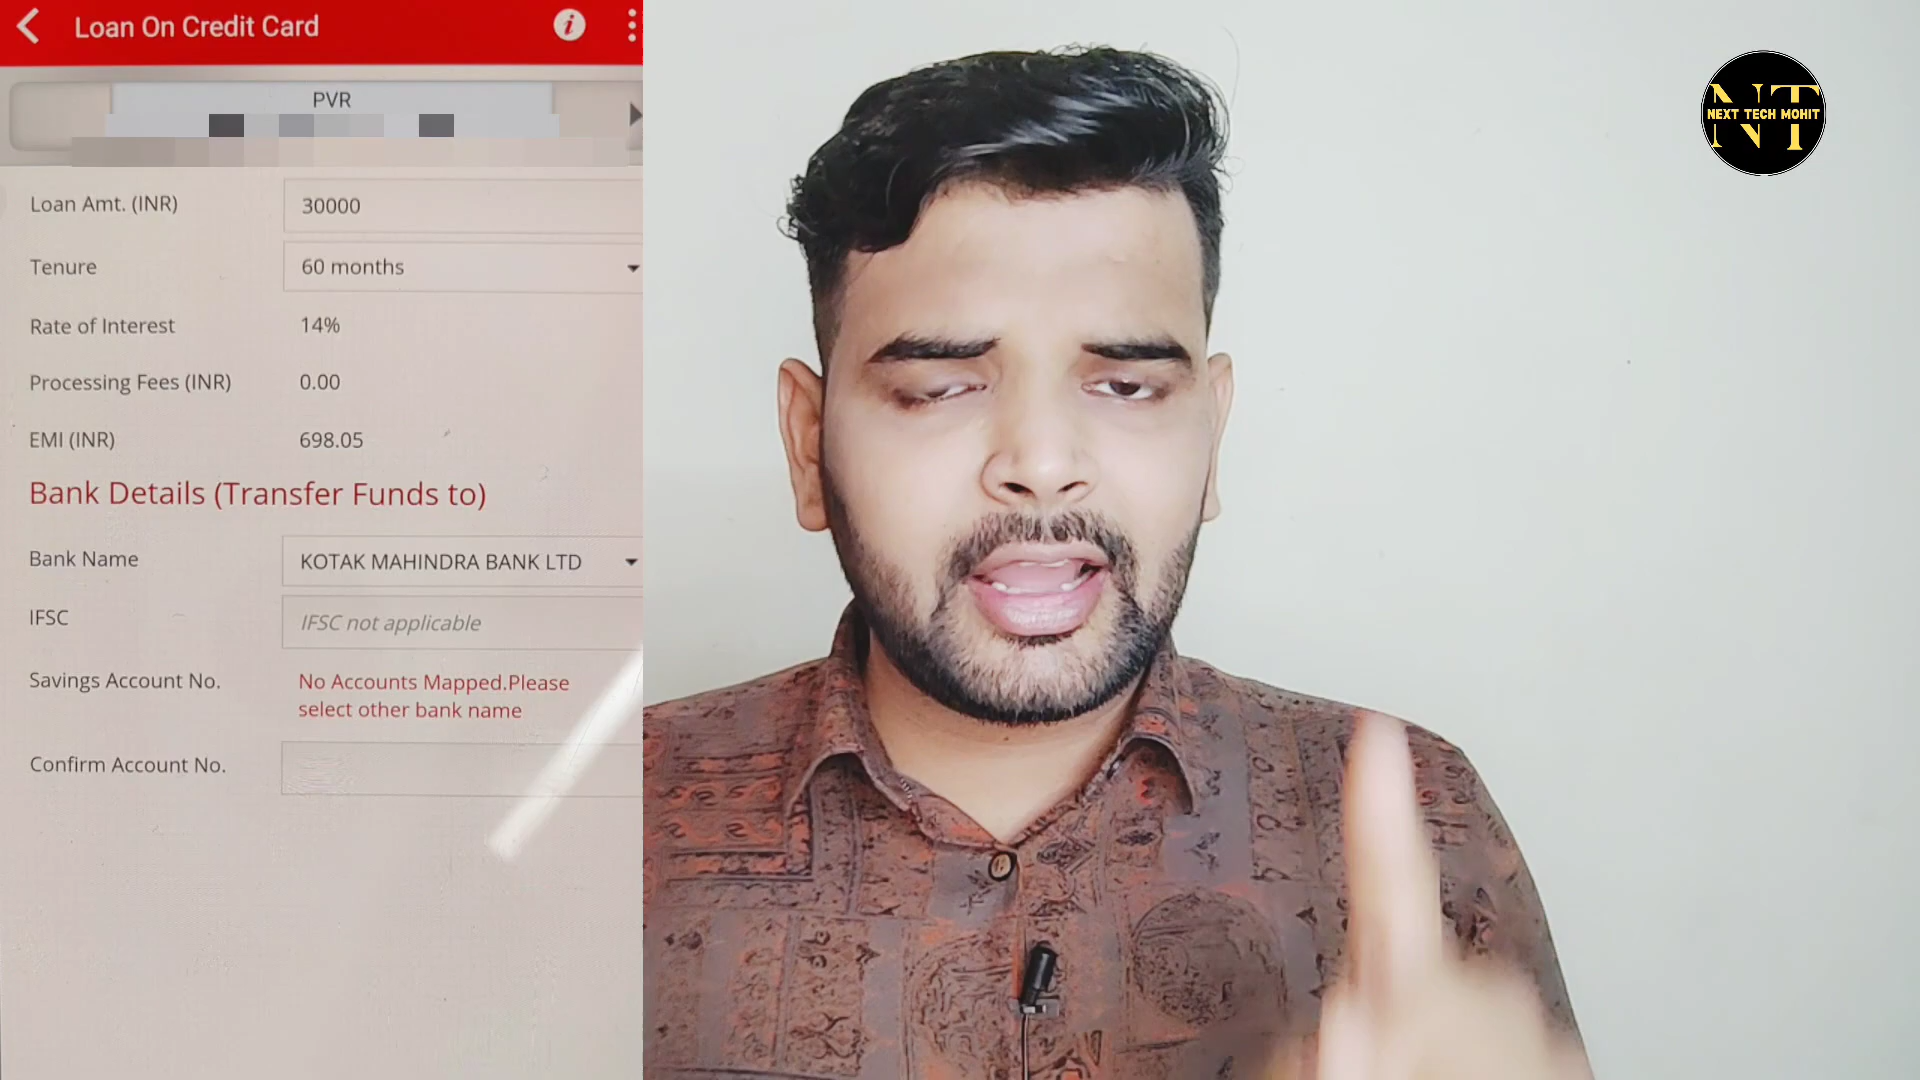 Loan On Credit Card
PVR
Loan Amt. (INR) 30000
Tenure 60 months
Rate of Interest 14%
Processing Fees (INR) 0.00
EMI (INR) 698.05
Bank Details (Transfer Funds to)
Bank Name KOTAK MAHINDRA BANK LTD
IFSC IFSC not applicable
Savings Account No. No Accounts Mapped.Please
select other bank name
Confirm Account No.
NT
NEXT TECH MOHIT